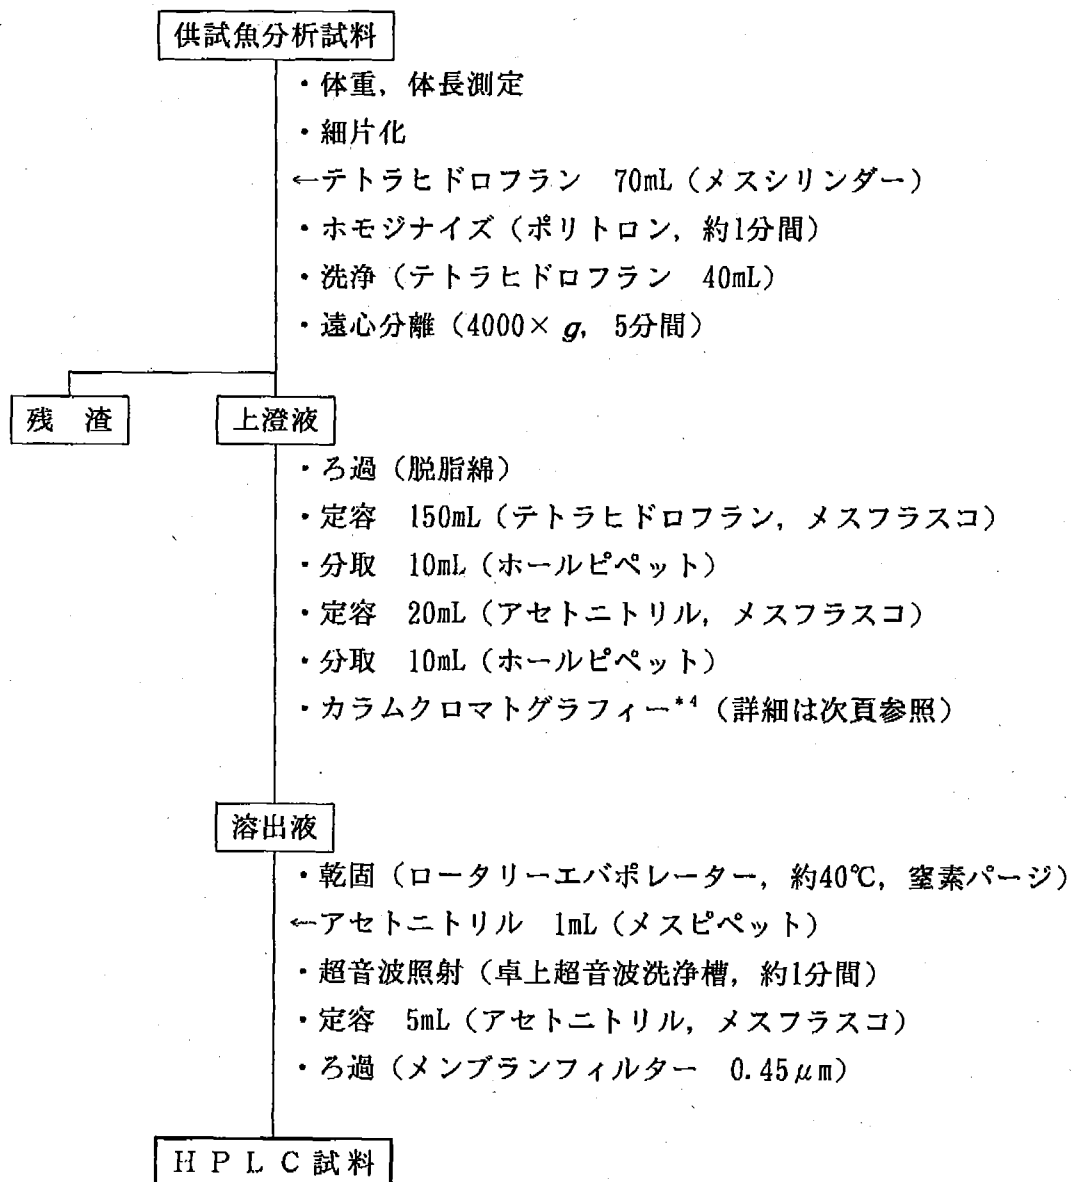 供試魚分析試料
・体重，体長測定
・細片化
←テトラヒドロフラン　70mL（メスシリンダー）
・ホモジナイズ（ポリトロン，約1分間）
・洗浄（テトラヒドロフラン　40mL）
・遠心分離（4000× g，5分間）
残　渣　上澄液
・ろ過（脱脂綿）
・定容　150mL（テトラヒドロフラン，メスフラスコ）
・分取　10mL（ホールピペット）
・定容　20mL（アセトニトリル，メスフラスコ）
・分取　10mL（ホールピペット）
・カラムクロマトグラフィー*4（詳細は次頁参照）
溶出液
・乾固（ロータリーエバポレーター，約40℃，窒素パージ）
←アセトニトリル　1mL（メスピペット）
・超音波照射（卓上超音波洗浄槽，約1分間）
・定容　5mL（アセトニトリル，メスフラスコ）
・ろ過（メンブランフィルター　0.45μm）
ＨＰＬＣ試料